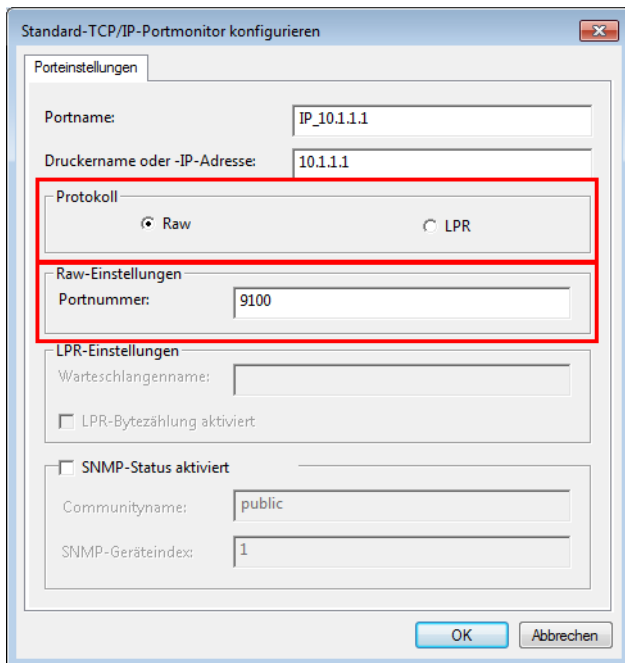 Standard-TCP/IP-Portmonitor konfigurieren
Porteinstellungen
Portname: IP_10.1.1.1
Druckername oder -IP-Adresse: 10.1.1.1
Protokoll
Raw LPR
Raw-Einstellungen
Portnummer: 9100
LPR-Einstellungen
Warteschlangenname:
LPR-Bytezählung aktiviert
SNMP-Status aktiviert
Communityname: public
SNMP-Geräteindex: 1
OK Abbrechen